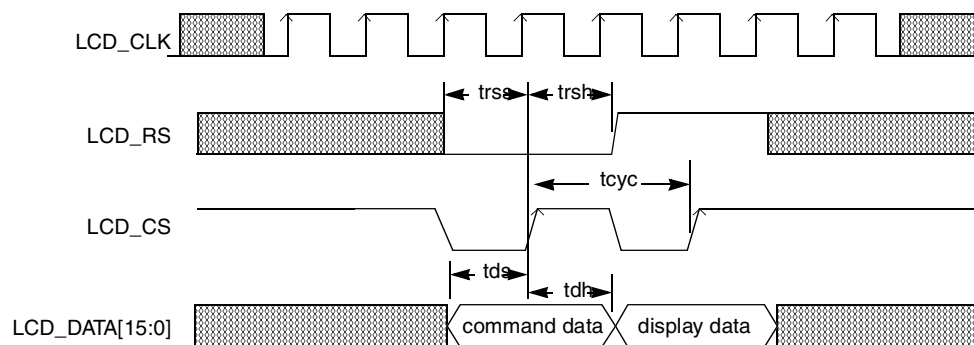 LCD_CLK
trss
trsh
LCD_RS
tcyc
LCD_CS
tds
tdh
LCD_DATA[15:0]
command data
display data